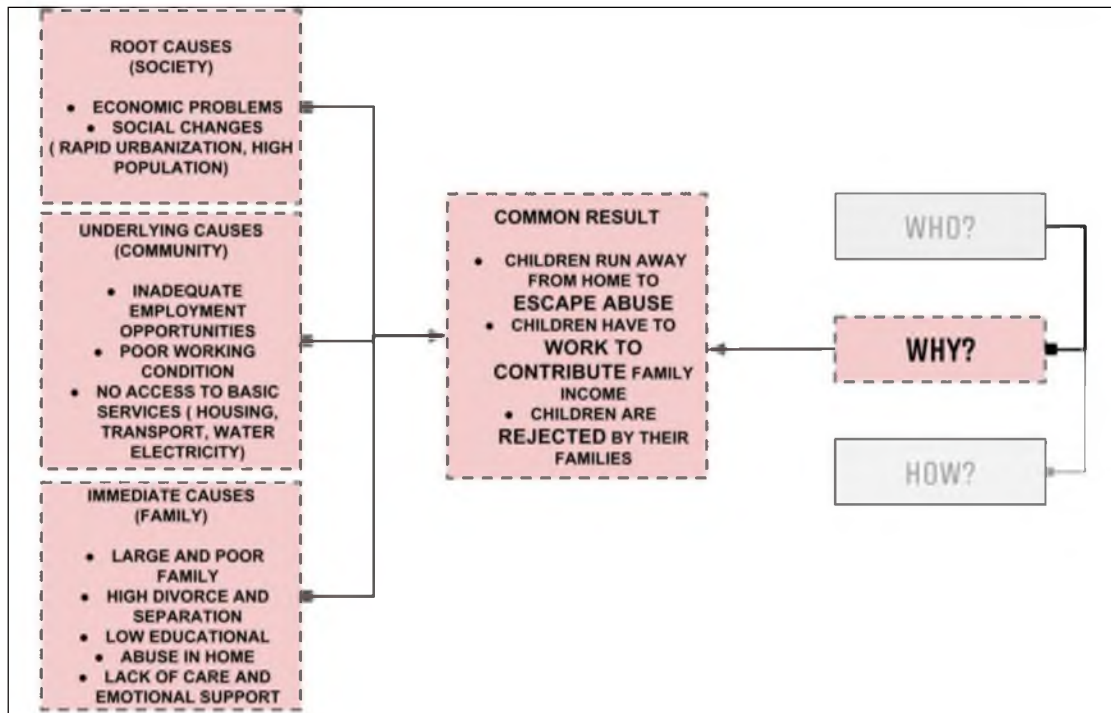 ROOT CAUSES
(SOCIETY)
• ECONOMIC PROBLEMS
• SOCIAL CHANGES
( RAPID URBANIZATION, HIGH
POPULATION)
UNDERLYING CAUSES
(COMMUNITY)
• INADEQUATE
EMPLOYMENT
OPPORTUNITIES
• POOR WORKING
CONDITION
• NO ACCESS TO BASIC
SERVICES ( HOUSING,
TRANSPORT, WATER
ELECTRICITY)
IMMEDIATE CAUSES
(FAMILY)
• LARGE AND POOR
FAMILY
• HIGH DIVORCE AND
SEPARATION
• LOW EDUCATIONAL
• ABUSE IN HOME
• LACK OF CARE AND
EMOTIONAL SUPPORT
COMMON RESULT
• CHILDREN RUN AWAY
FROM HOME TO
ESCAPE ABUSE
• CHILDREN HAVE TO
WORK TO
CONTRIBUTE FAMILY
INCOME
• CHILDREN ARE
REJECTED BY THEIR
FAMILIES
WHO?
WHY?
HOW?